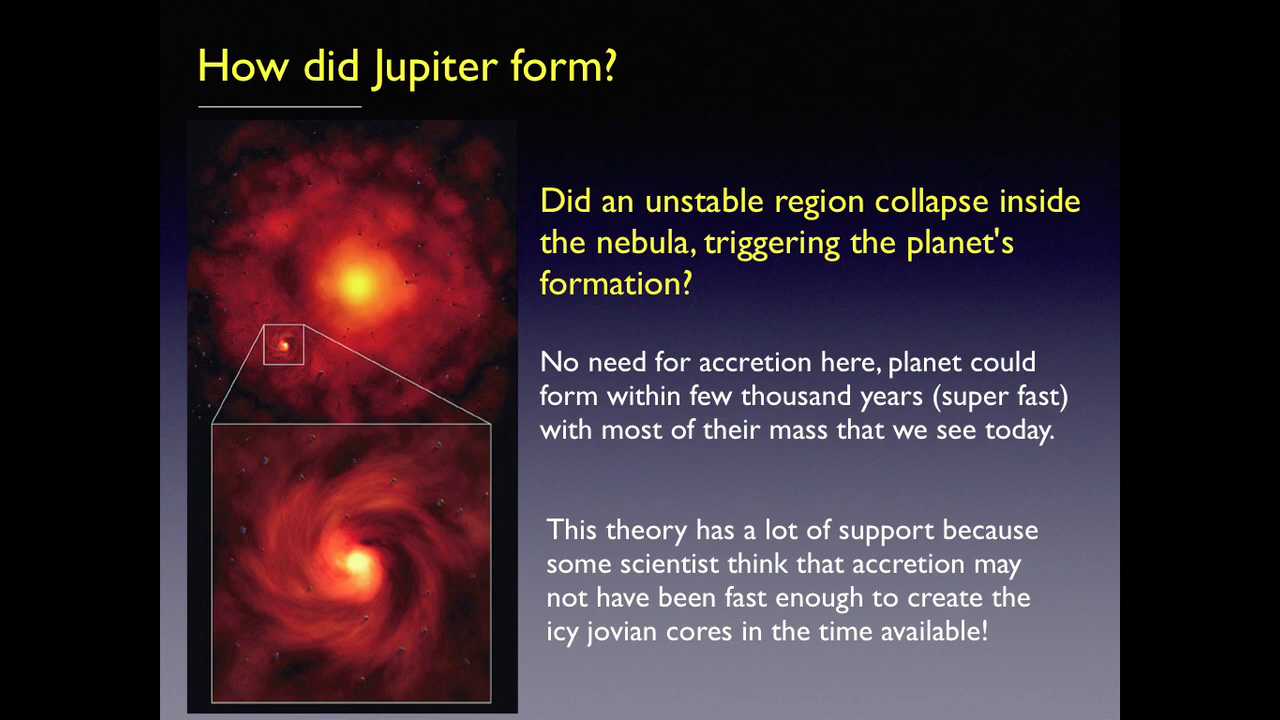 How did Jupiter form?
Did an unstable region collapse inside
the nebula, triggering the planet's
formation?
No need for accretion here, planet could
form within few thousand years (super fast)
with most of their mass that we see today.
This theory has a lot of support because
some scientist think that accretion may
not have been fast enough to create the
icy jovian cores in the time available!